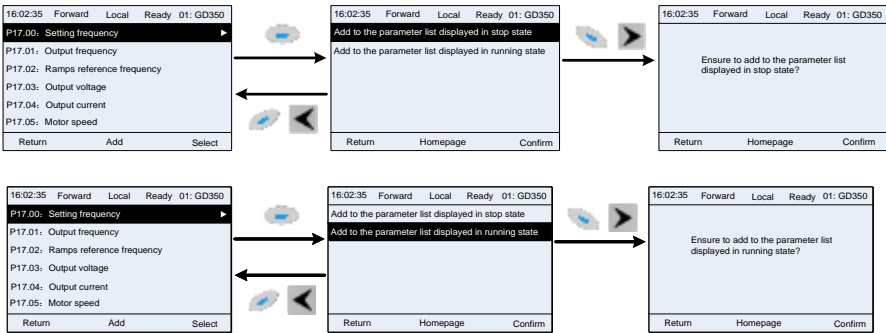 16:02:35 Forward Local Ready 01: GD350
P17.00: Setting frequency
P17.01: Output frequency
P17.02: Ramps reference frequency
P17.03: Output voltage
P17.04: Output current
P17.05: Motor speed
Return Add Select
16:02:35 Forward Local Ready 01: GD350
Add to the parameter list displayed in stop state
Add to the parameter list displayed in running state
Return Homepage Confirm
16:02:35 Forward Local Ready 01: GD350
Ensure to add to the parameter list
displayed in stop state?
Return Homepage Confirm
16:02:35 Forward Local Ready 01: GD350
P17.00: Setting frequency
P17.01: Output frequency
P17.02: Ramps reference frequency
P17.03: Output voltage
P17.04: Output current
P17.05: Motor speed
Return Add Select
16:02:35 Forward Local Ready 01: GD350
Add to the parameter list displayed in stop state
Add to the parameter list displayed in running state
Return Homepage Confirm
16:02:35 Forward Local Ready 01: GD350
Ensure to add to the parameter list
displayed in running state?
Return Homepage Confirm